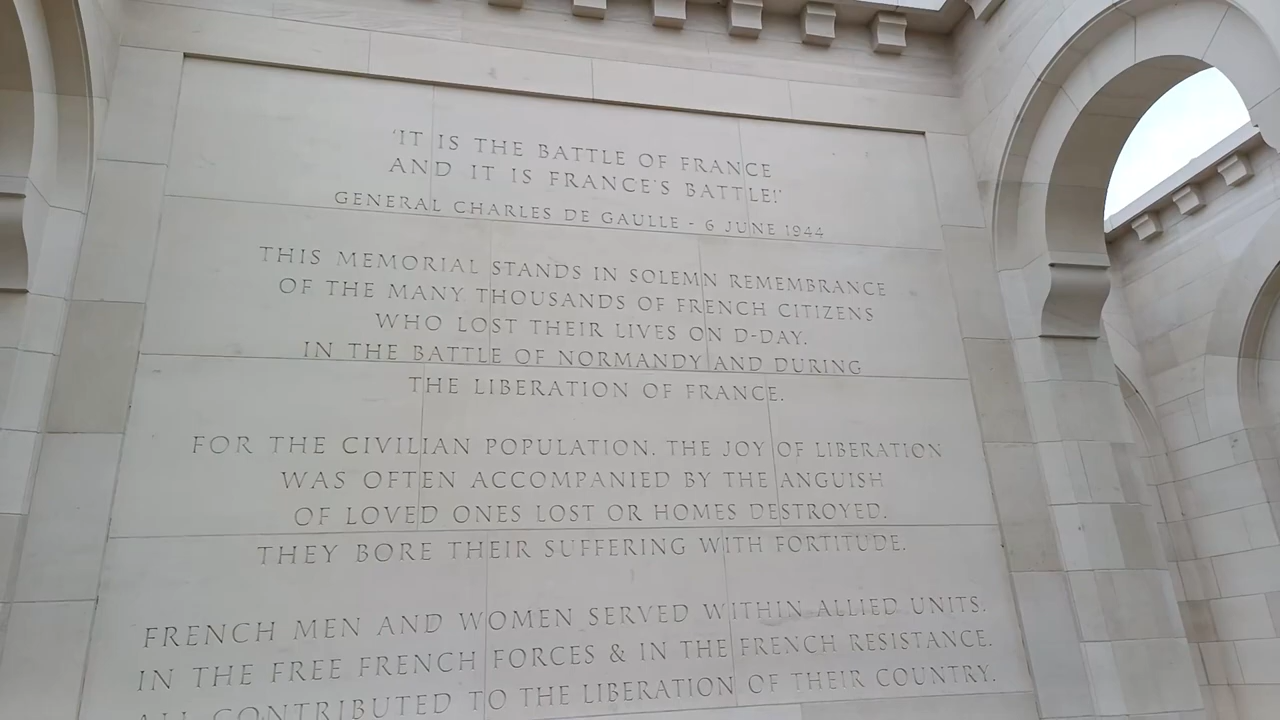 'IT IS THE BATTLE OF FRANCE
AND IT IS FRANCE'S BATTLE!'
GENERAL CHARLES DE GAULLE - 6 JUNE 1944
THIS MEMORIAL STANDS IN SOLEMN REMEMBRANCE
OF THE MANY THOUSANDS OF FRENCH CITIZENS
WHO LOST THEIR LIVES ON D-DAY,
IN THE BATTLE OF NORMANDY AND DURING
THE LIBERATION OF FRANCE.
FOR THE CIVILIAN POPULATION, THE JOY OF LIBERATION
WAS OFTEN ACCOMPANIED BY THE ANGUISH
OF LOVED ONES LOST OR HOMES DESTROYED.
THEY BORE THEIR SUFFERING WITH FORTITUDE.
FRENCH MEN AND WOMEN SERVED WITHIN ALLIED UNITS,
IN THE FREE FRENCH FORCES & IN THE FRENCH RESISTANCE.
ALL CONTRIBUTED TO THE LIBERATION OF THEIR COUNTRY.